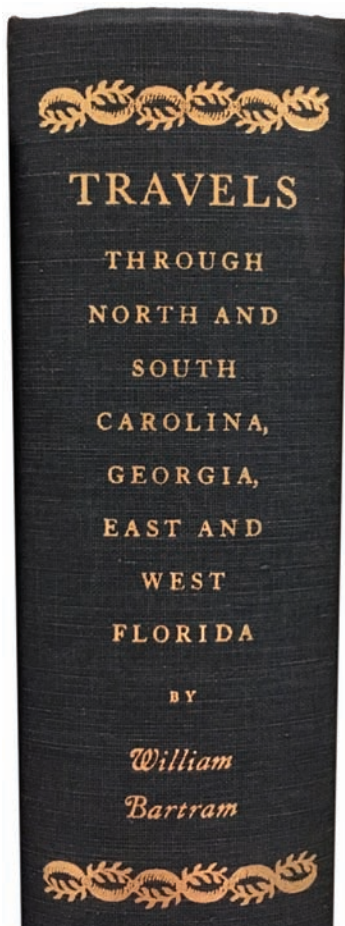 TRAVELS
THROUGH
NORTH AND
SOUTH
CAROLINA,
GEORGIA,
EAST AND
WEST
FLORIDA
BY
William
Bartram